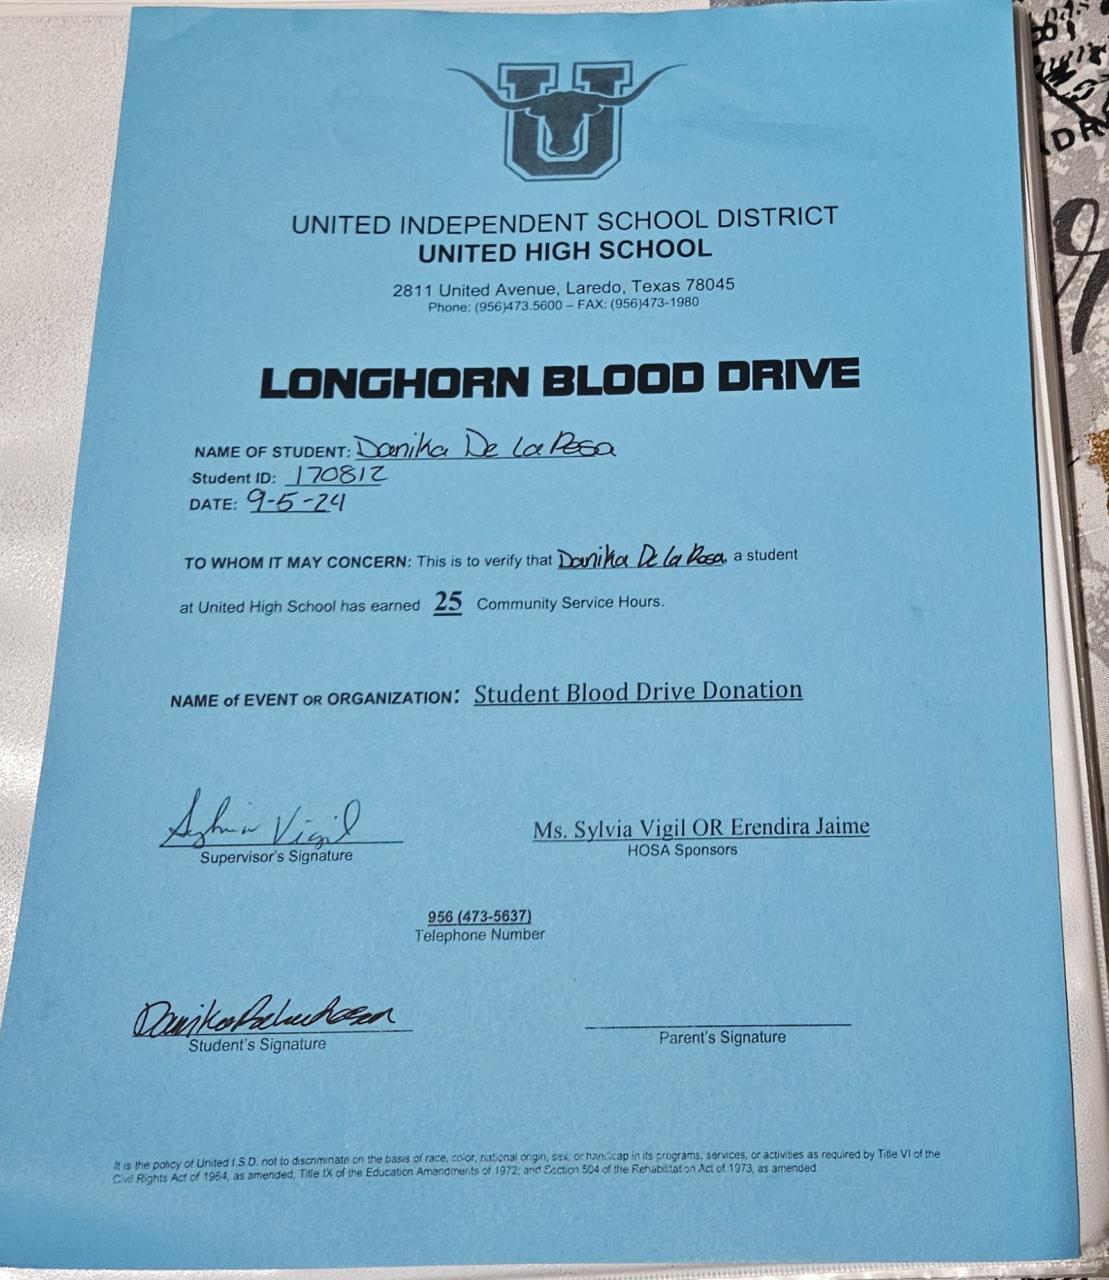 U
UNITED INDEPENDENT SCHOOL DISTRICT
UNITED HIGH SCHOOL
2811 United Avenue, Laredo, Texas 78045
Phone: (956)473.5600 – FAX: (956)473-1980
LONGHORN BLOOD DRIVE
NAME OF STUDENT: Danika De La Rosa
Student ID: 170812
DATE: 9-5-24
TO WHOM IT MAY CONCERN: This is to verify that Danika De La Rosa, a student
at United High School has earned 25 Community Service Hours.
NAME of EVENT OR ORGANIZATION: Student Blood Drive Donation
Sylvia Vigil
Supervisor's Signature
Ms. Sylvia Vigil OR Erendira Jaime
HOSA Sponsors
956 (473-5637)
Telephone Number
Danika De La Rosa
Student's Signature
Parent's Signature
It is the policy of United I.S.D. not to discriminate on the basis of race, color, national origin, sex, or handicap in its programs, services, or activities as required by Title VI of the
Civil Rights Act of 1964, as amended, Title IX of the Education Amendments of 1972; and Section 504 of the Rehabilitation Act of 1973, as amended